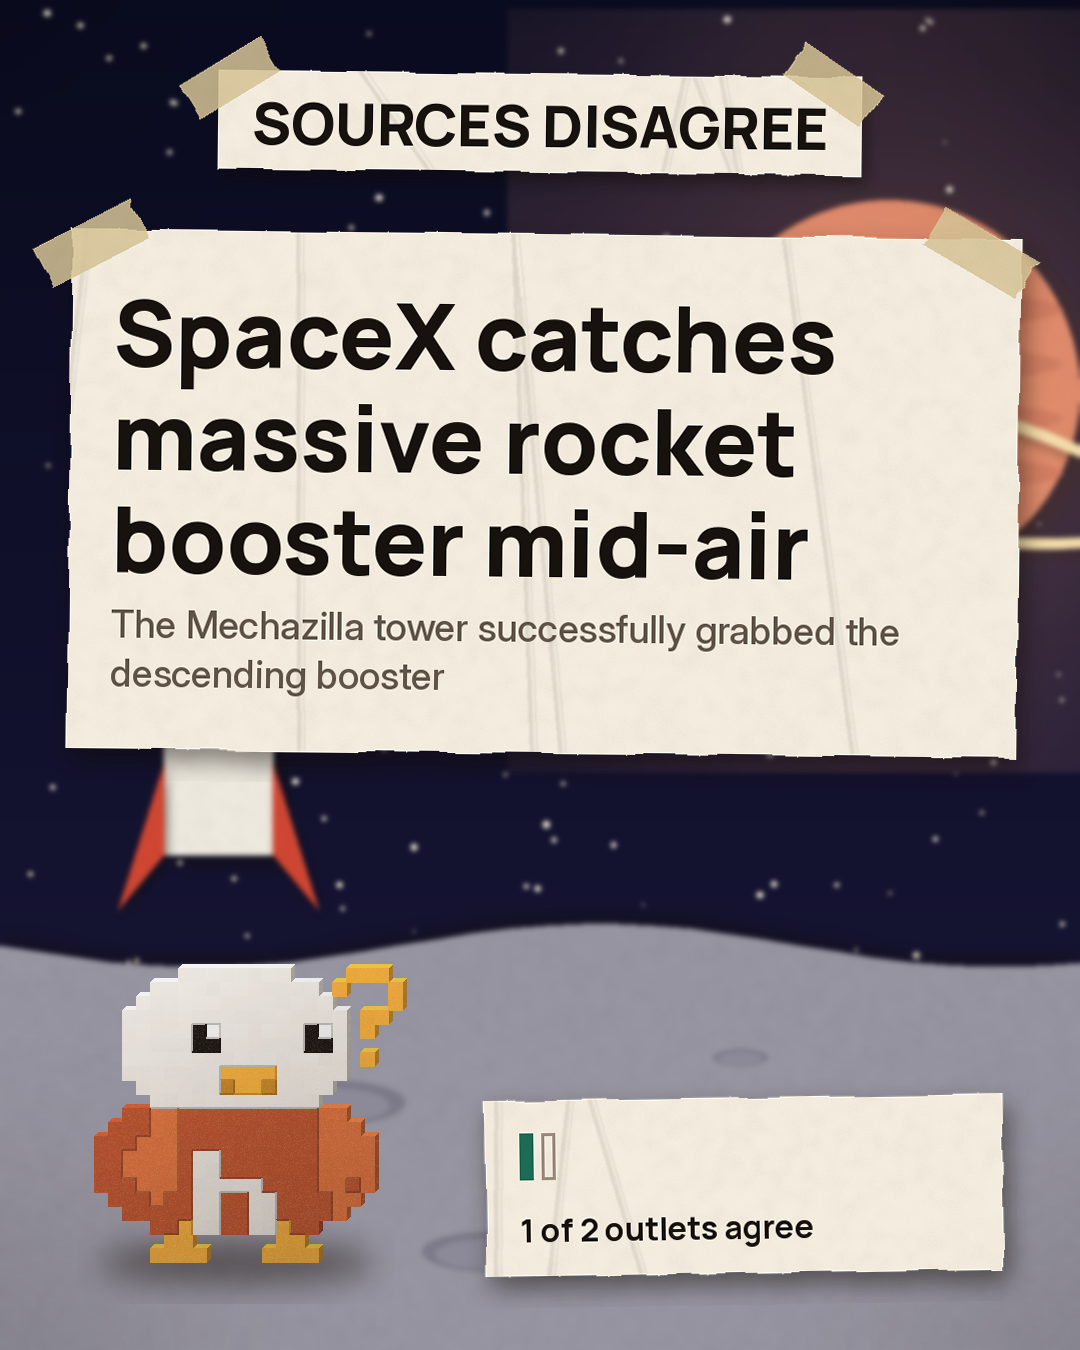 SOURCES DISAGREE
SpaceX catches
massive rocket
booster mid-air
The Mechazilla tower successfully grabbed the
descending booster
?
h
1 of 2 outlets agree